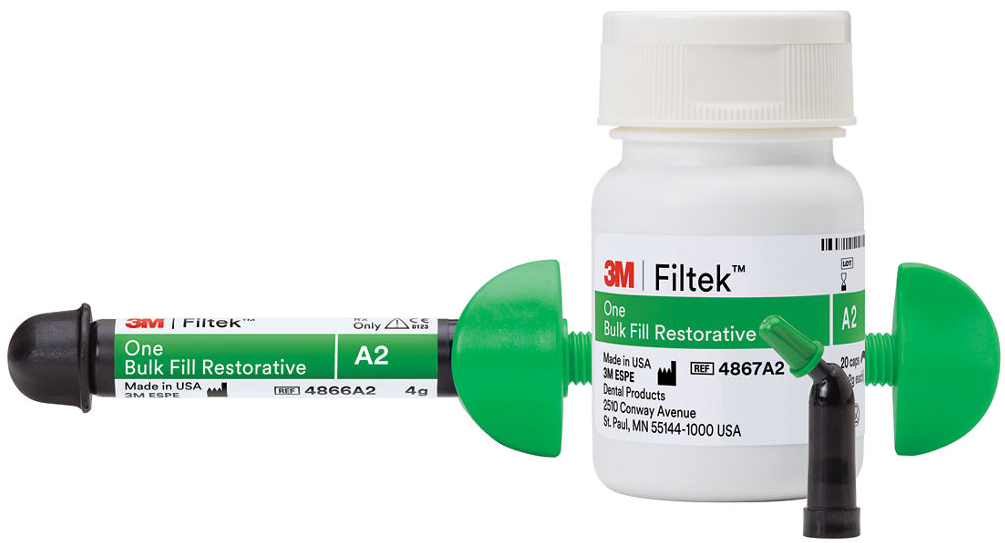 3M | Filtek™
Rx Only
CE 0123
One
Bulk Fill Restorative
A2
Made in USA
3M ESPE
REF 4866A2
4g
3M | Filtek™
LOT
One
Bulk Fill Restorative
A2
Made in USA
3M ESPE
REF 4867A2
20 caps
Dental Products
2510 Conway Avenue
St. Paul, MN 55144-1000 USA